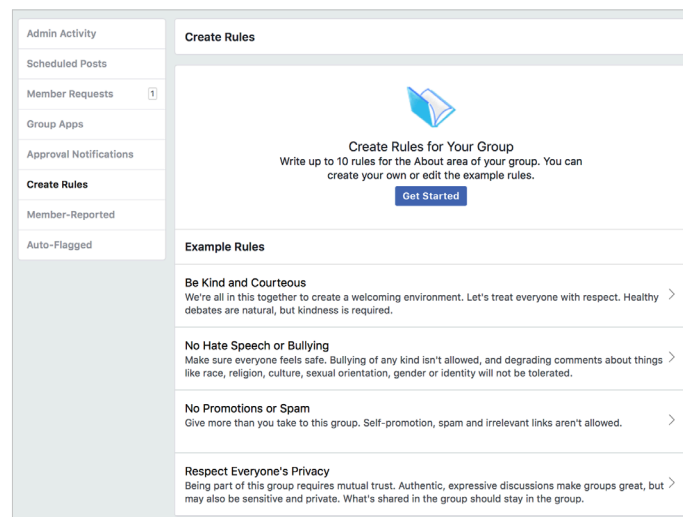 Admin Activity
Scheduled Posts
Member Requests 1
Group Apps
Approval Notifications
Create Rules
Member-Reported
Auto-Flagged
Create Rules
Create Rules for Your Group
Write up to 10 rules for the About area of your group. You can
create your own or edit the example rules.
Get Started
Example Rules
Be Kind and Courteous
We're all in this together to create a welcoming environment. Let's treat everyone with respect. Healthy
debates are natural, but kindness is required.
No Hate Speech or Bullying
Make sure everyone feels safe. Bullying of any kind isn't allowed, and degrading comments about things
like race, religion, culture, sexual orientation, gender or identity will not be tolerated.
No Promotions or Spam
Give more than you take to this group. Self-promotion, spam and irrelevant links aren't allowed.
Respect Everyone's Privacy
Being part of this group requires mutual trust. Authentic, expressive discussions make groups great, but
may also be sensitive and private. What's shared in the group should stay in the group.